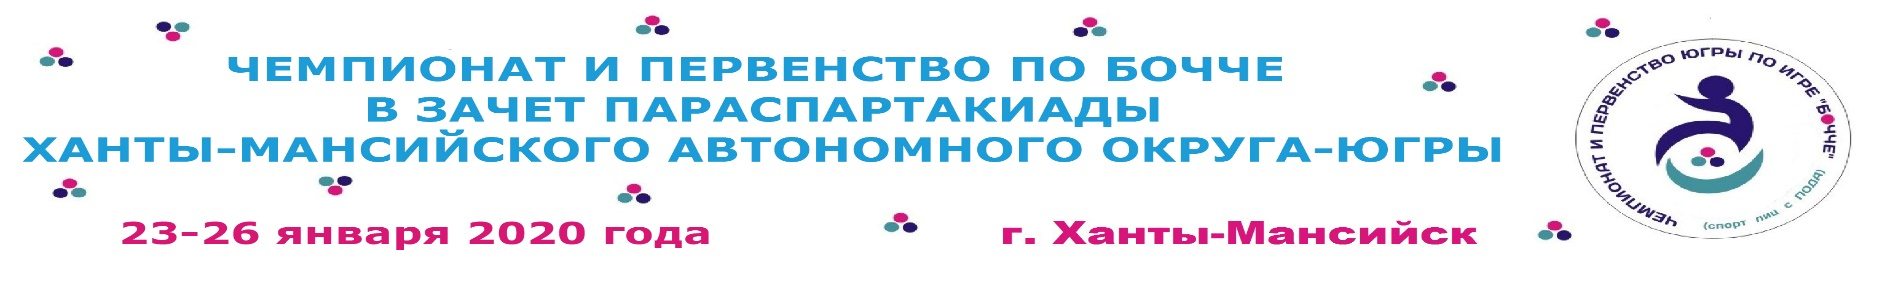 ЧЕМПИОНАТ И ПЕРВЕНСТВО ПО БОЧЧЕ
В ЗАЧЕТ ПАРАСПАРТАКИАДЫ
ХАНТЫ-МАНСИЙСКОГО АВТОНОМНОГО ОКРУГА-ЮГРЫ
23-26 января 2020 года
г. Ханты-Мансийск
ЧЕМПИОНАТ И ПЕРВЕНСТВО ЮГРЫ ПО ИГРЕ "БОЧЧЕ"
(спорт лиц с ПОДА)